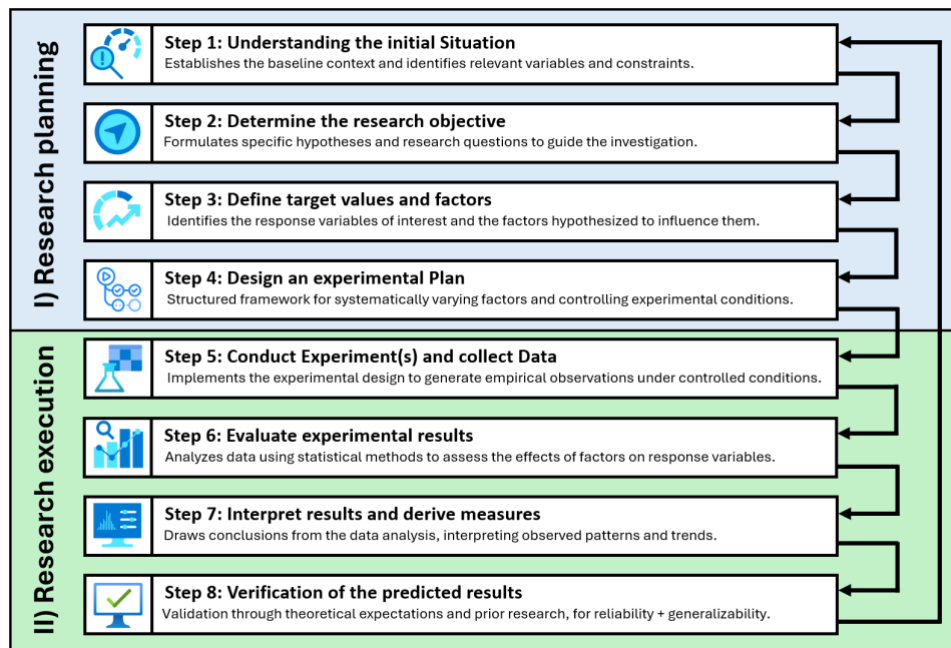 I) Research planning
Step 1: Understanding the initial Situation
Establishes the baseline context and identifies relevant variables and constraints.
Step 2: Determine the research objective
Formulates specific hypotheses and research questions to guide the investigation.
Step 3: Define target values and factors
Identifies the response variables of interest and the factors hypothesized to influence them.
Step 4: Design an experimental Plan
Structured framework for systematically varying factors and controlling experimental conditions.
II) Research execution
Step 5: Conduct Experiment(s) and collect Data
Implements the experimental design to generate empirical observations under controlled conditions.
Step 6: Evaluate experimental results
Analyzes data using statistical methods to assess the effects of factors on response variables.
Step 7: Interpret results and derive measures
Draws conclusions from the data analysis, interpreting observed patterns and trends.
Step 8: Verification of the predicted results
Validation through theoretical expectations and prior research, for reliability + generalizability.